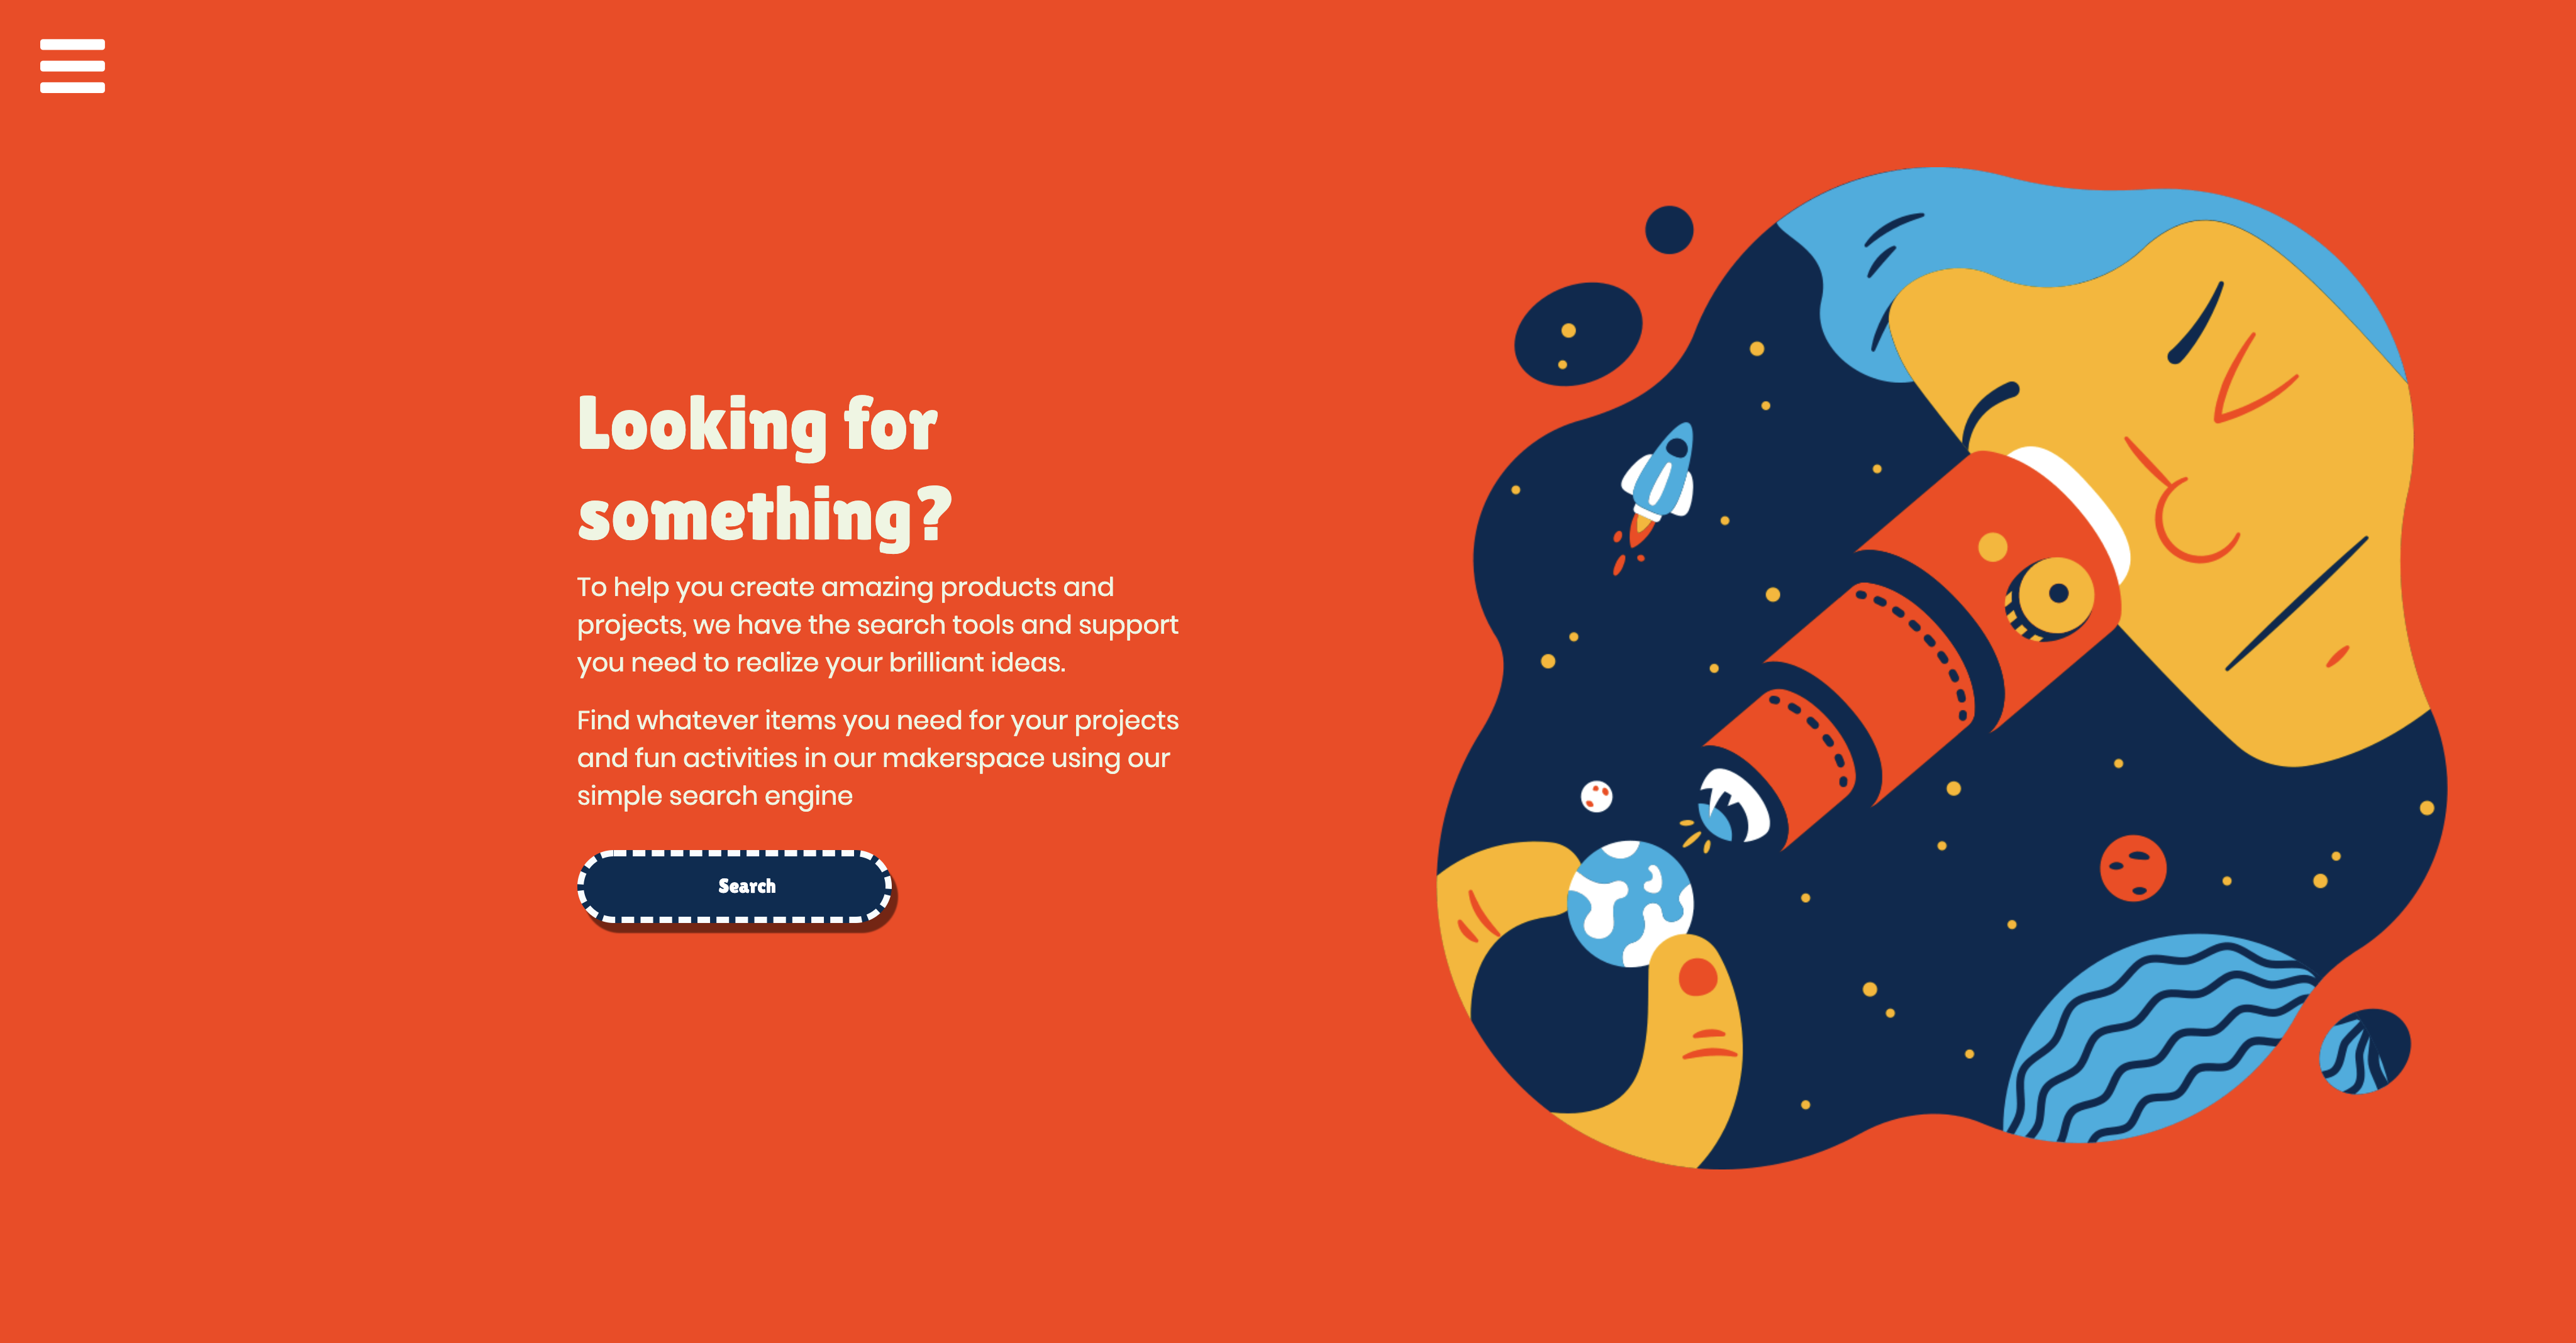 Looking for
something?
To help you create amazing products and
projects, we have the search tools and support
you need to realize your brilliant ideas.
Find whatever items you need for your projects
and fun activities in our makerspace using our
simple search engine
Search